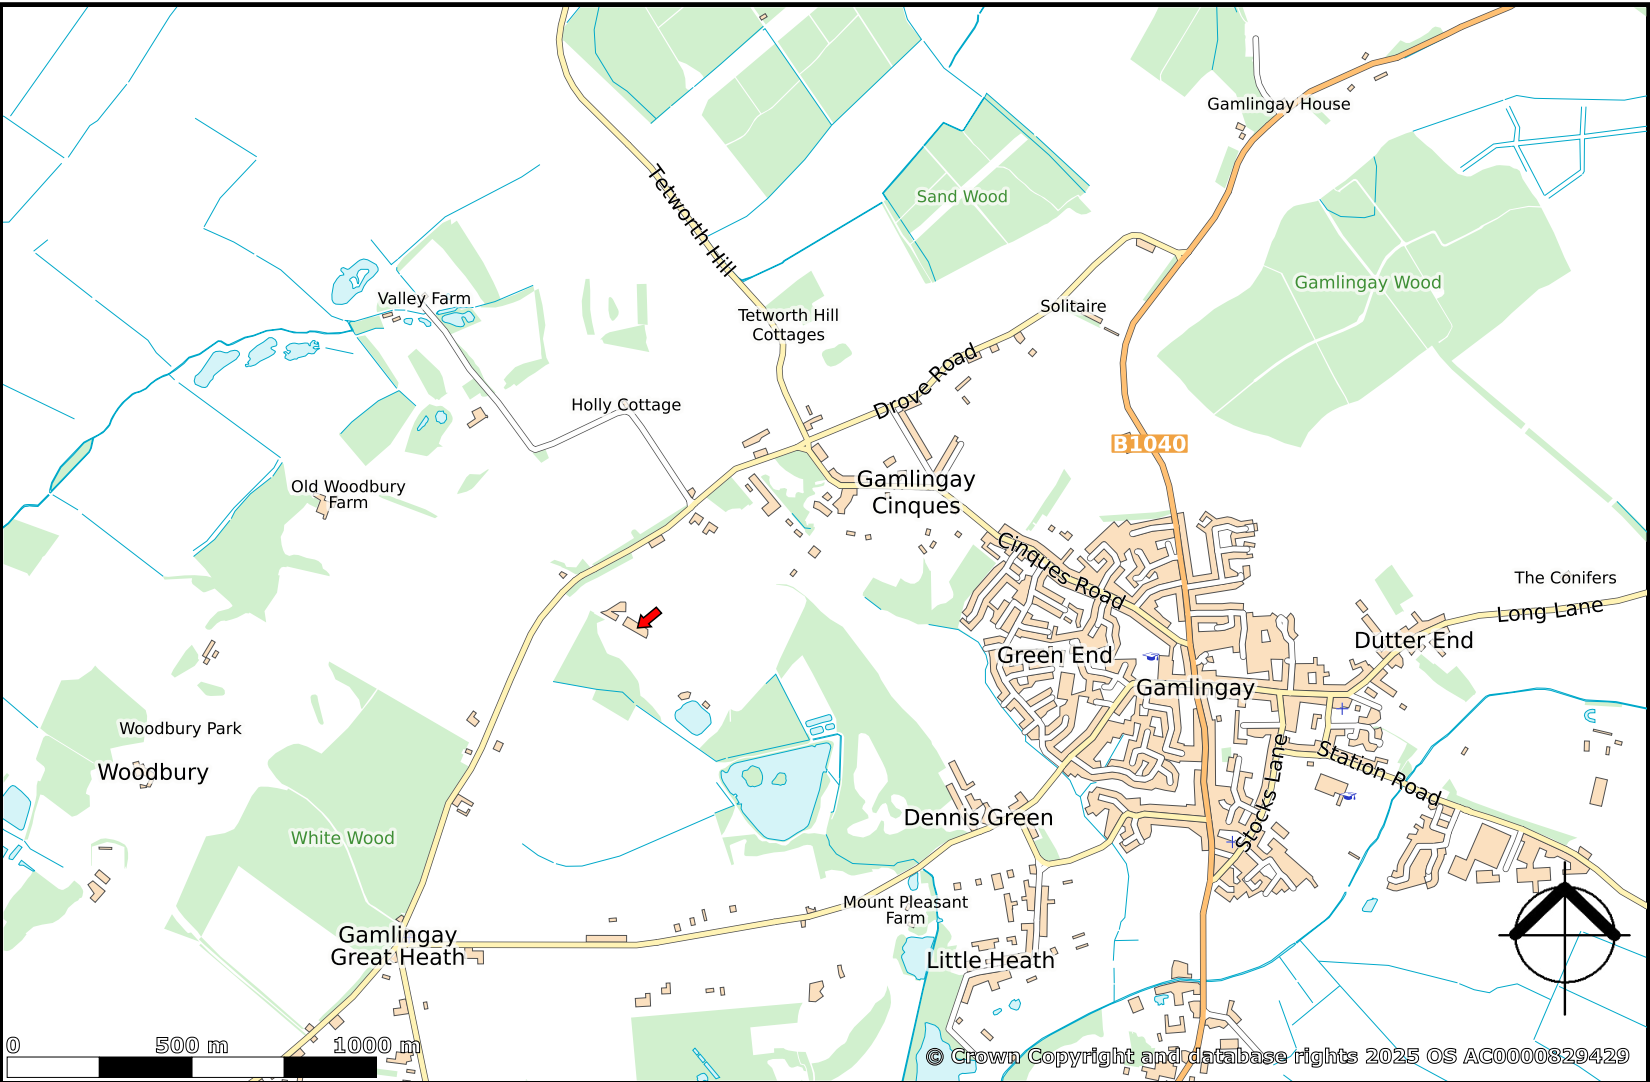 Gamlingay House
Tetworth Hill
Sand Wood
Gamlingay Wood
Valley Farm
Solitaire
Tetworth Hill
Cottages
Drove Road
Holly Cottage
B1040
Gamlingay
Cinques
Old Woodbury
Farm
Cinques Road
The Conifers
Long Lane
Dutter End
Green End
Gamlingay
Woodbury Park
Woodbury
Station Road
Stocks Lane
Dennis Green
White Wood
Mount Pleasant
Farm
Gamlingay
Great Heath
Little Heath
0 500 m 1000 m
© Crown Copyright and database rights 2025 OS AC0000829429